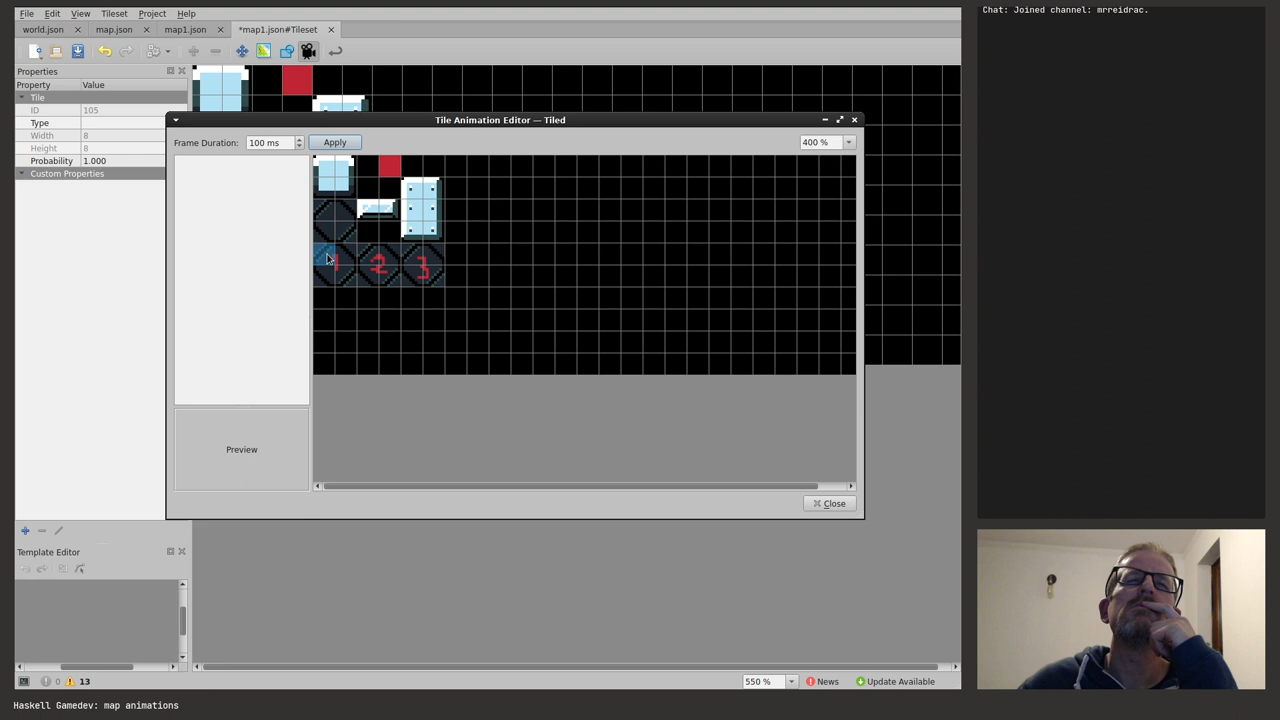 Chat: Joined channel: mrreidrac.
File Edit View Tileset Project Help
world.json map.json map1.json *map1.json#Tileset
Properties
Property Value
Tile
ID 105
Type
Width 8
Height 8
Probability 1.000
Custom Properties
Tile Animation Editor — Tiled
Frame Duration: 100 ms Apply 400 %
1 2 3
Preview
Close
Template Editor
0 13 550 % News Update Available
Haskell Gamedev: map animations